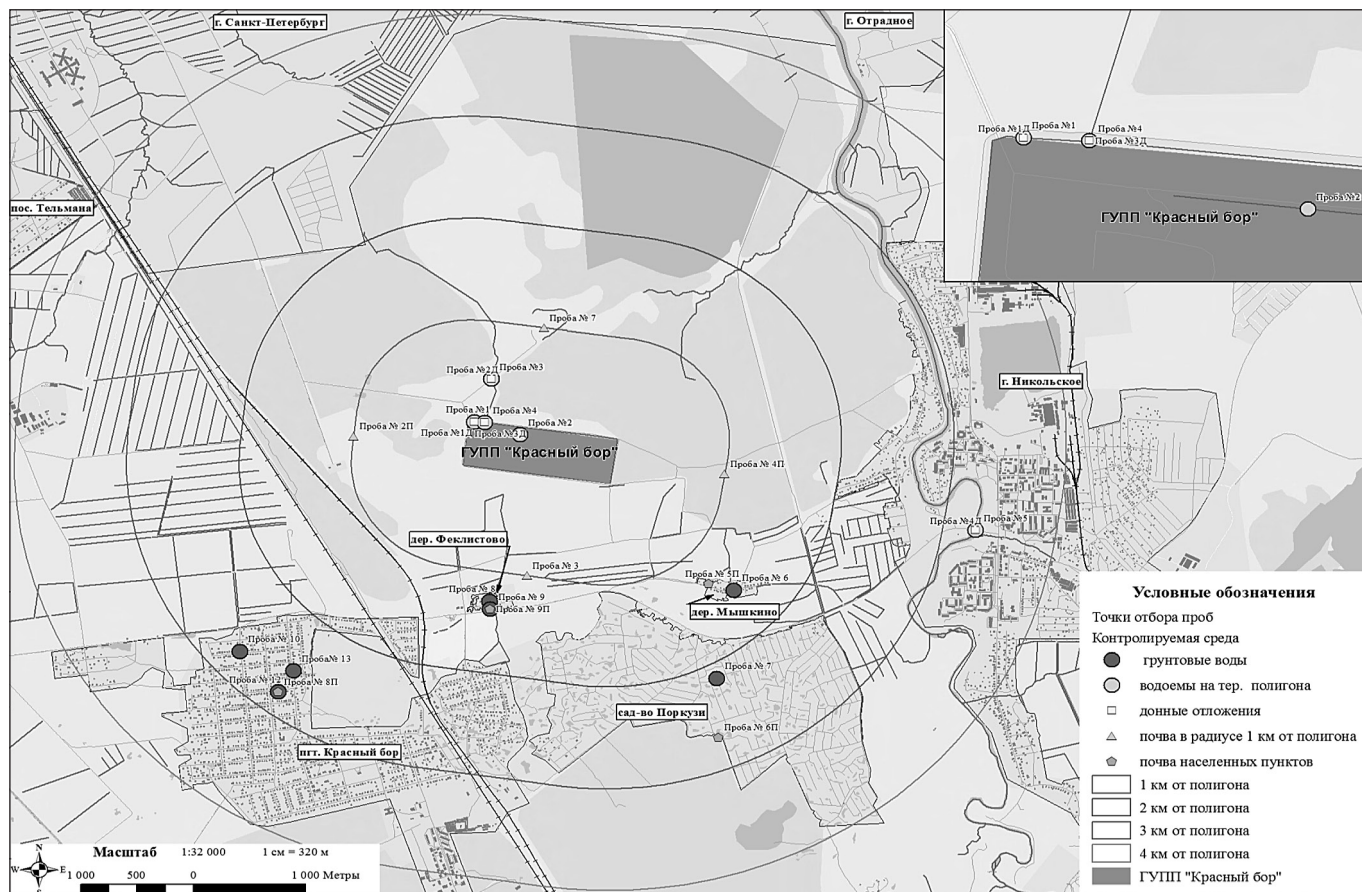 г. Санкт-Петербург
г. Отрадное
пос. Тельмана
Проба №1Д
Проба №1
Проба №4
Проба №3Д
Проба №2
ГУПП "Красный бор"
Проба № 7
Проба №2Д
Проба №3
г. Никольское
Проба №1
Проба №4
Проба №2
Проба № 2П
Проба №1Д
Проба №3Д
ГУПП "Красный бор"
Проба № 4П
Проба №4Д
Проба №5
дер. Феклистово
Проба № 3
Проба № 5П
Проба № 6
Проба № 8
Проба № 9
Проба № 9П
дер. Мышкино
Проба № 10
Проба№ 13
Проба № 12
Проба № 8П
Проба № 7
сад-во Поркузи
Проба № 6П
пгт. Красный бор
Условные обозначения
Точки отбора проб
Контролируемая среда
грунтовые воды
водоемы на тер. полигона
донные отложения
почва в радиусе 1 км от полигона
почва населенных пунктов
1 км от полигона
2 км от полигона
3 км от полигона
4 км от полигона
ГУПП "Красный бор"
N
W
E
S
Масштаб 1:32 000 1 см = 320 м
1 000 500 0 1 000 Метры